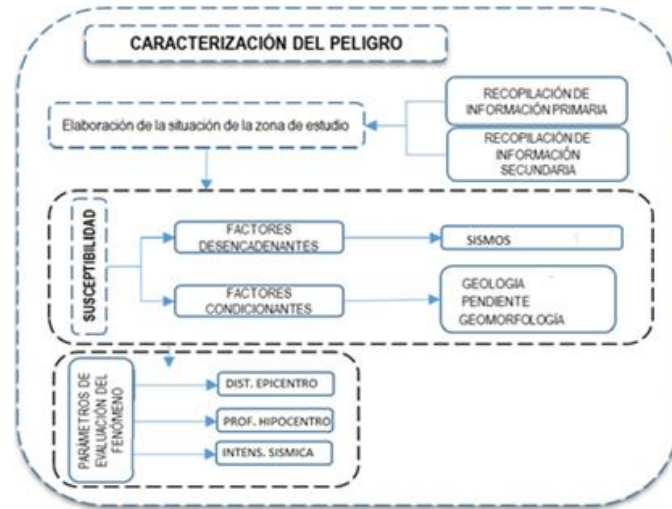 CARACTERIZACIÓN DEL PELIGRO
Elaboración de la situación de la zona de estudio
RECOPILACIÓN DE
INFORMACIÓN PRIMARIA
RECOPILACIÓN DE
INFORMACIÓN
SECUNDARIA
SUSCEPTIBILIDAD
FACTORES
DESENCADENANTES
SISMOS
FACTORES
CONDICIONANTES
GEOLOGIA
PENDIENTE
GEOMORFOLOGÍA
PARÁMETROS DE
EVALUACIÓN DEL
FENÓMENO
DIST. EPICENTRO
PROF. HIPOCENTRO
INTENS. SISMICA